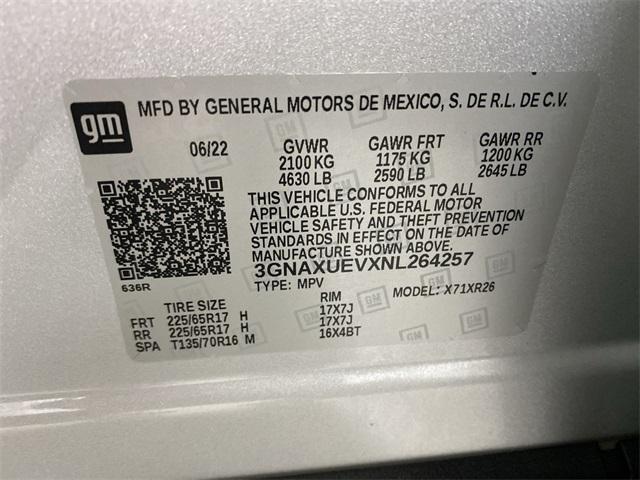 gm
MFD BY GENERAL MOTORS DE MEXICO, S. DE R.L. DE C.V.
06/22 GVWR GAWR FRT GAWR RR
2100 KG 1175 KG 1200 KG
4630 LB 2590 LB 2645 LB
THIS VEHICLE CONFORMS TO ALL
APPLICABLE U.S. FEDERAL MOTOR
VEHICLE SAFETY AND THEFT PREVENTION
STANDARDS IN EFFECT ON THE DATE OF
MANUFACTURE SHOWN ABOVE.
3GNAXUEVXNL264257
636R
TYPE: MPV MODEL: X71XR26
TIRE SIZE RIM
FRT 225/65R17 H 17X7J
RR 225/65R17 H 17X7J
SPA T135/70R16 M 16X4BT